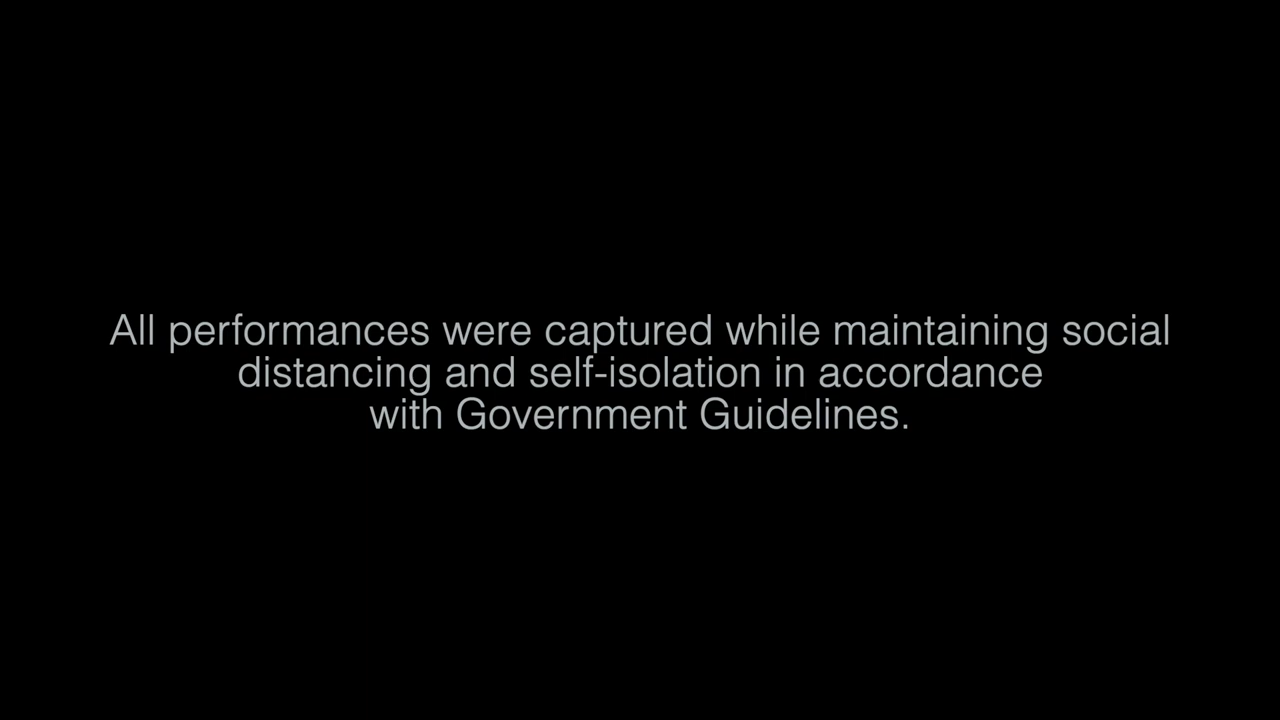 All performances were captured while maintaining social
distancing and self-isolation in accordance
with Government Guidelines.